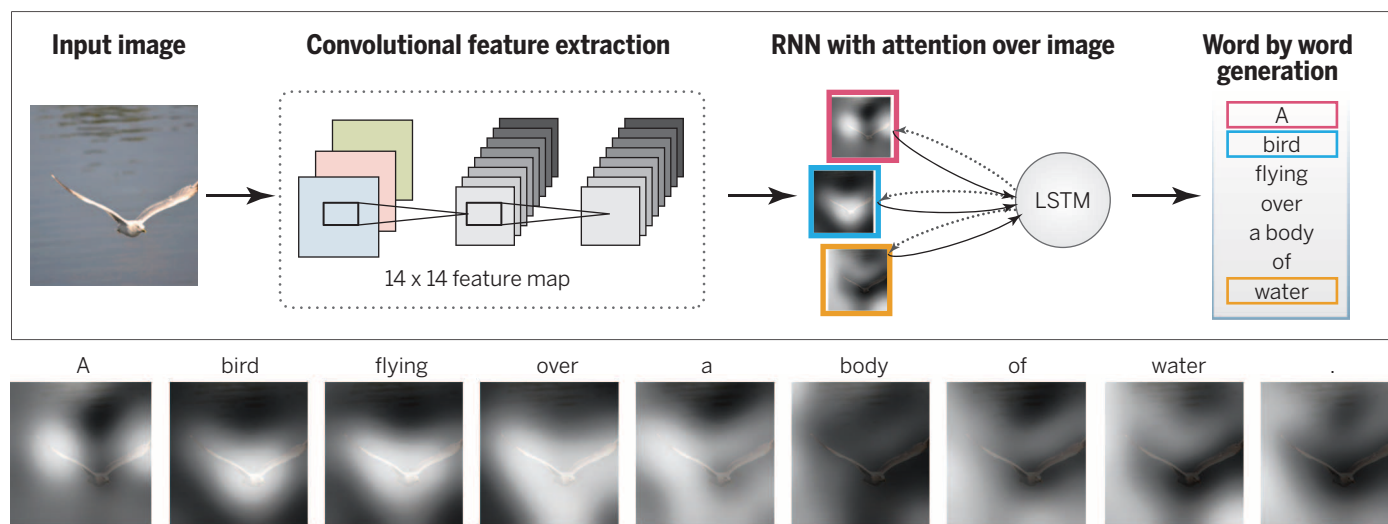 Input image
Convolutional feature extraction
RNN with attention over image
Word by word
generation
14 x 14 feature map
LSTM
A
bird
flying
over
a body
of
water
A bird flying over a body of water .